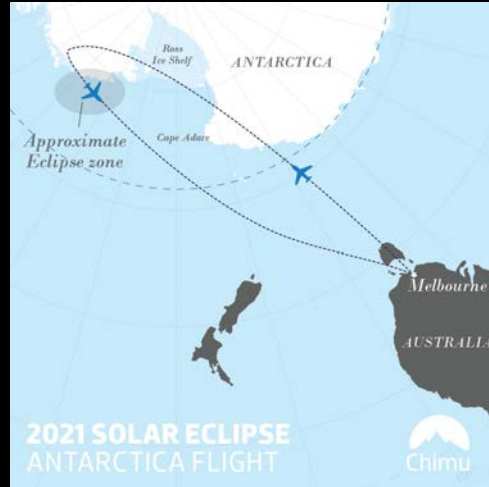 Ross
Ice Shelf
ANTARCTICA
Approximate
Eclipse zone
Cape Adare
Melbourne
AUSTRALIA
2021 SOLAR ECLIPSE
ANTARCTICA FLIGHT
Chimu